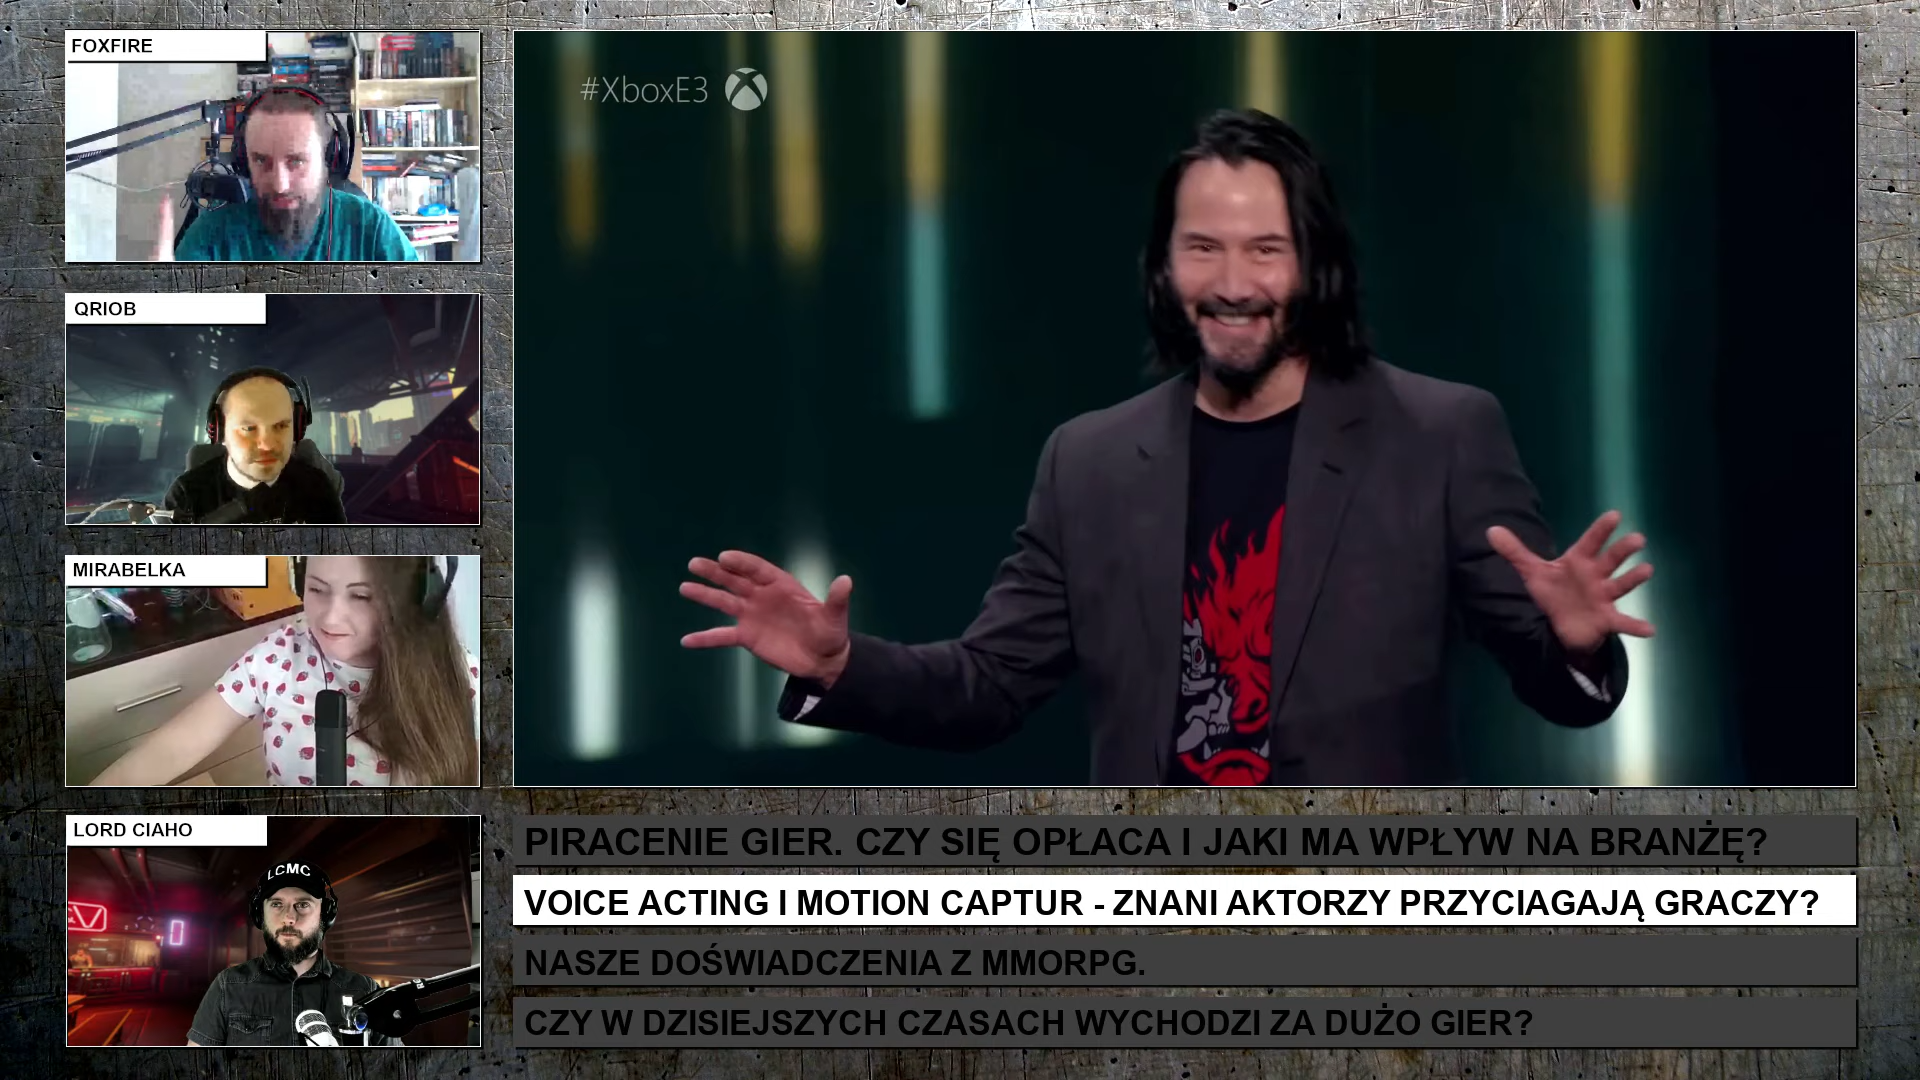 FOXFIRE
#XboxE3
QRIOB
MIRABELKA
LORD CIAHO
LCMC
PIRACENIE GIER. CZY SIĘ OPŁACA I JAKI MA WPŁYW NA BRANŻĘ?
VOICE ACTING I MOTION CAPTUR - ZNANI AKTORZY PRZYCIAGAJĄ GRACZY?
NASZE DOŚWIADCZENIA Z MMORPG.
CZY W DZISIEJSZYCH CZASACH WYCHODZI ZA DUŻO GIER?